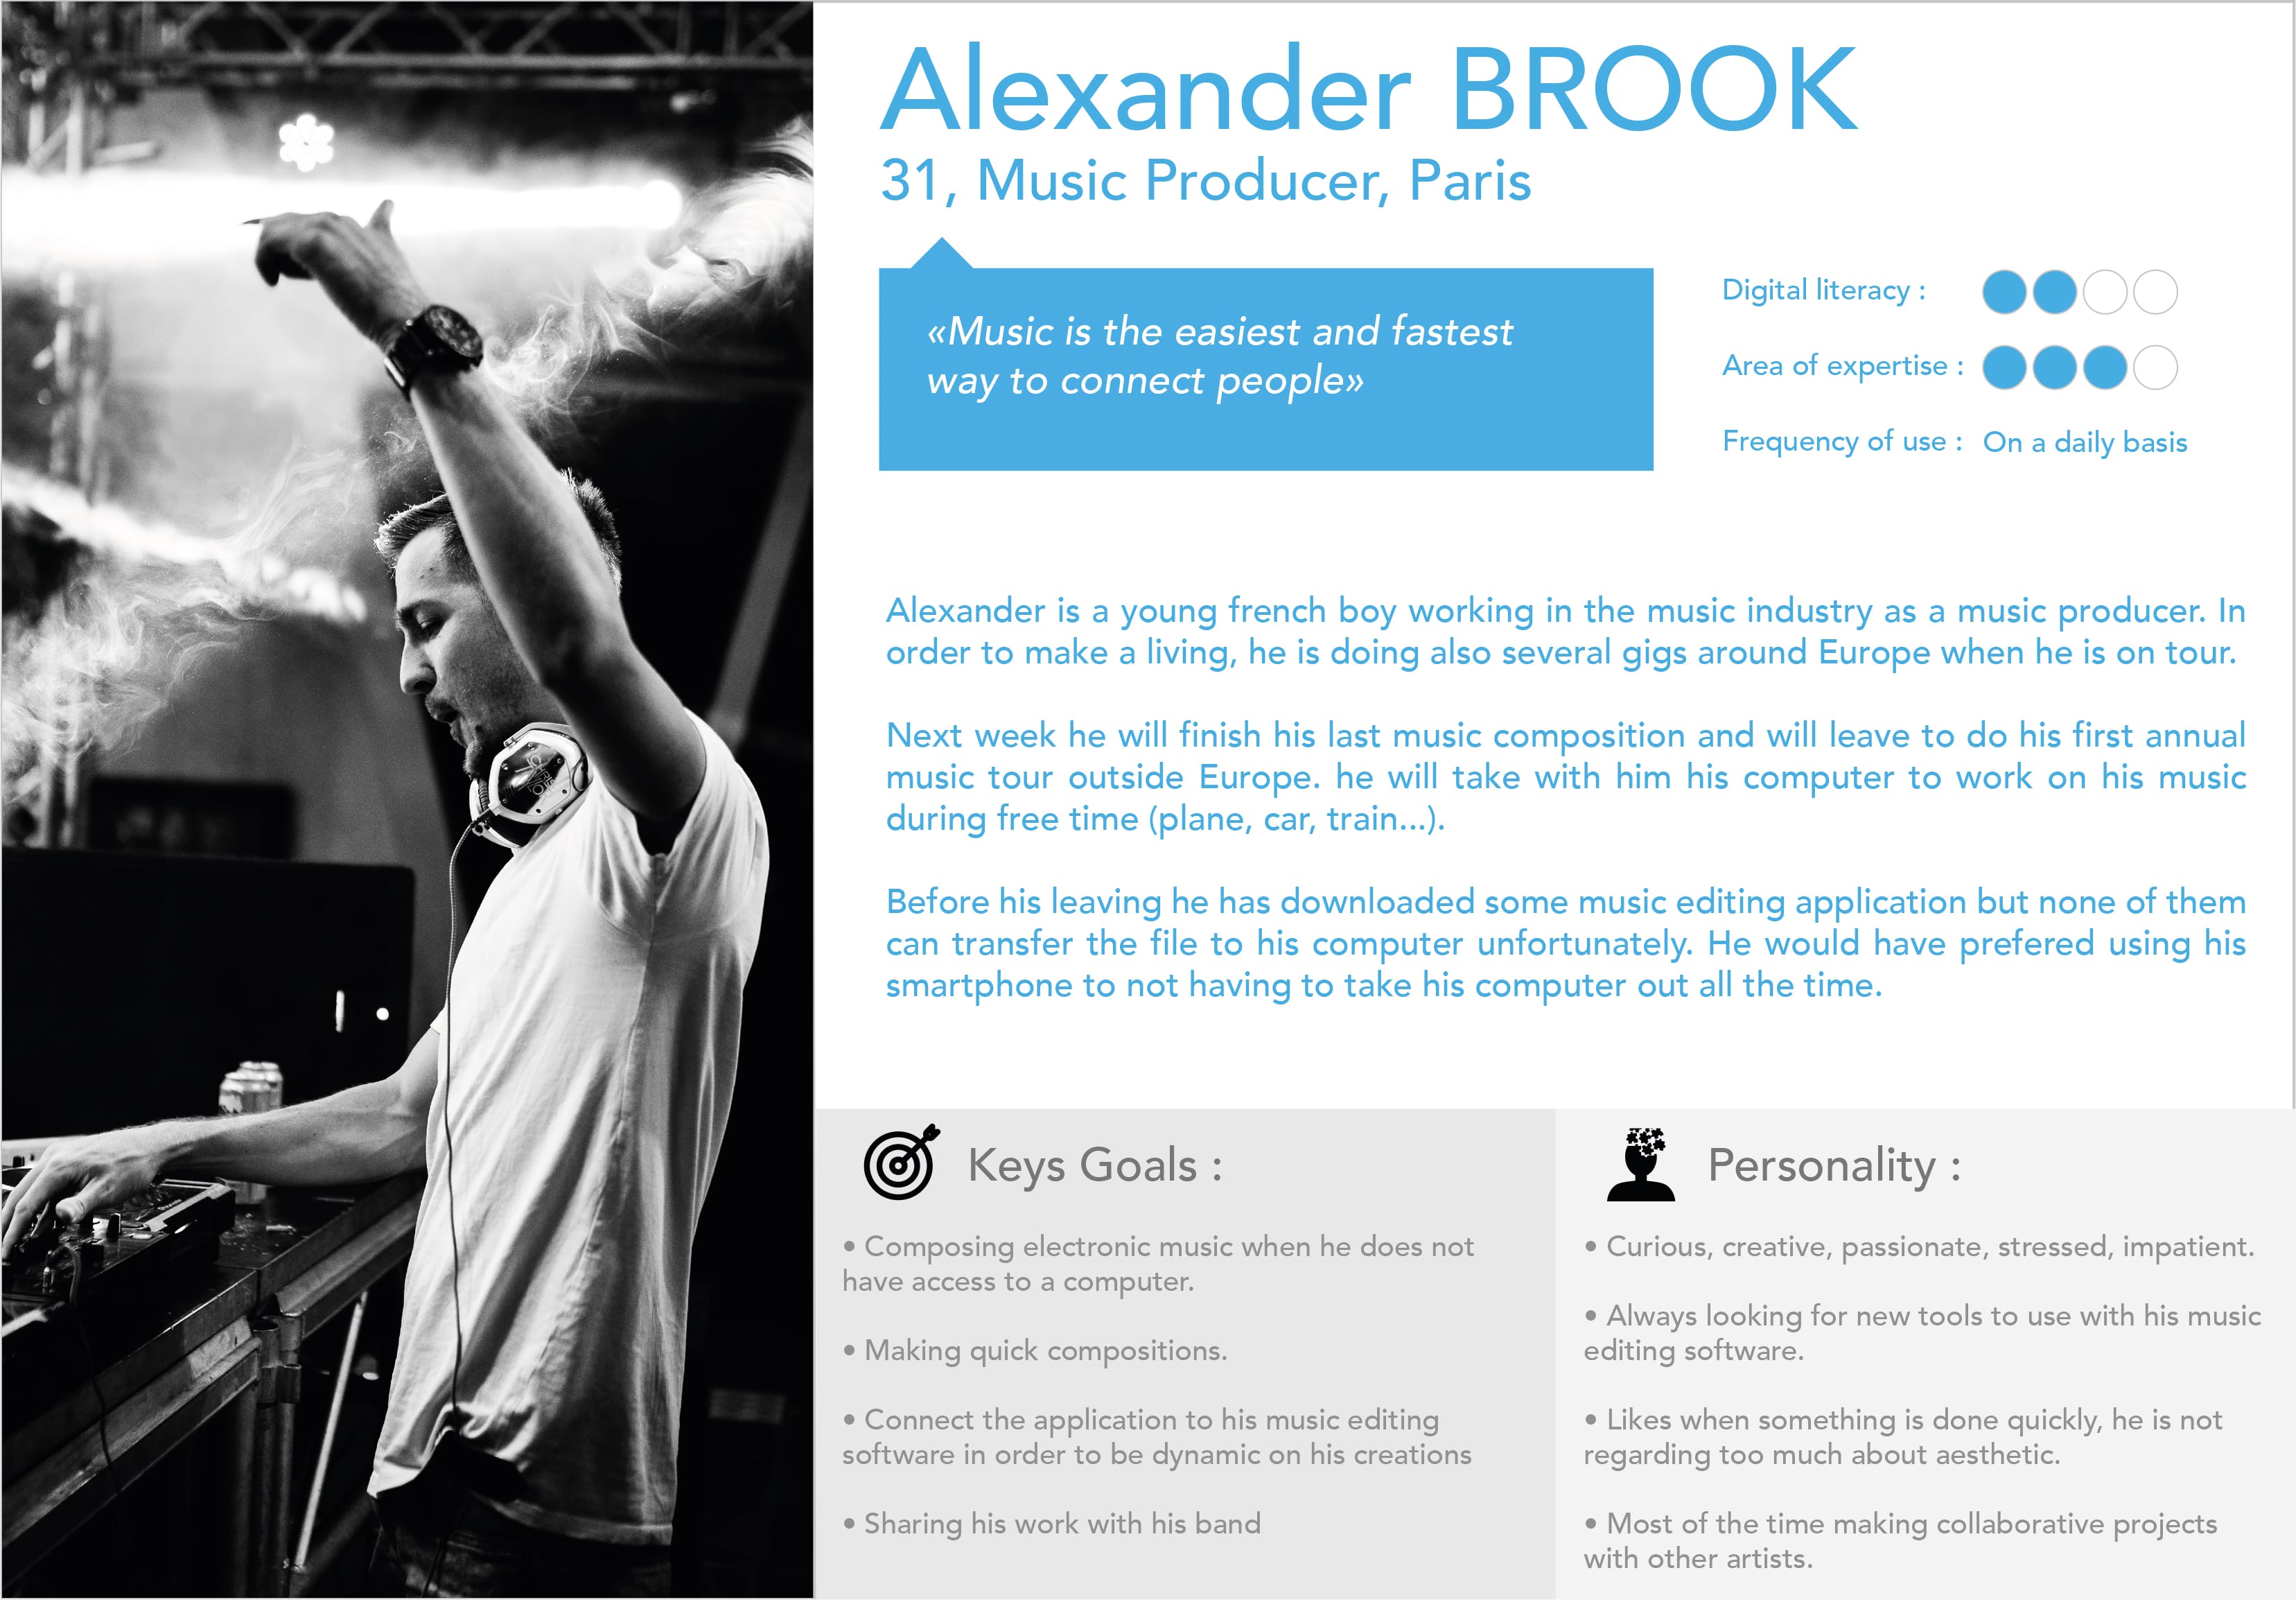 Alexander BROOK
31, Music Producer, Paris
«Music is the easiest and fastest
way to connect people»
Digital literacy :
Area of expertise :
Frequency of use : On a daily basis
Alexander is a young french boy working in the music industry as a music producer. In
order to make a living, he is doing also several gigs around Europe when he is on tour.
Next week he will finish his last music composition and will leave to do his first annual
music tour outside Europe. he will take with him his computer to work on his music
during free time (plane, car, train...).
Before his leaving he has downloaded some music editing application but none of them
can transfer the file to his computer unfortunately. He would have prefered using his
smartphone to not having to take his computer out all the time.
Keys Goals :
• Composing electronic music when he does not
have access to a computer.
• Making quick compositions.
• Connect the application to his music editing
software in order to be dynamic on his creations
• Sharing his work with his band
Personality :
• Curious, creative, passionate, stressed, impatient.
• Always looking for new tools to use with his music
editing software.
• Likes when something is done quickly, he is not
regarding too much about aesthetic.
• Most of the time making collaborative projects
with other artists.